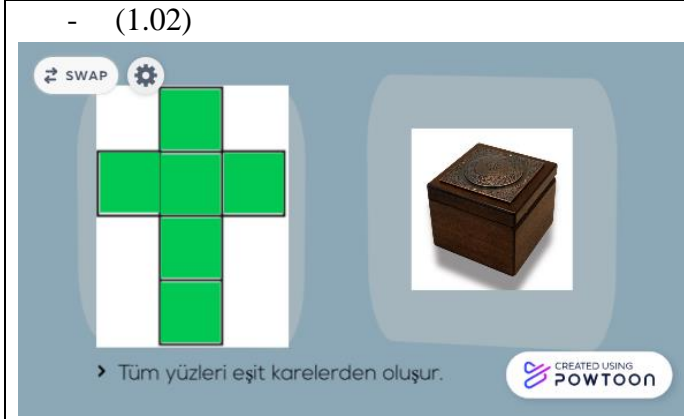 - (1.02)
SWAP
> Tüm yüzleri eşit karelerden oluşur.
CREATED USING
POWTOON